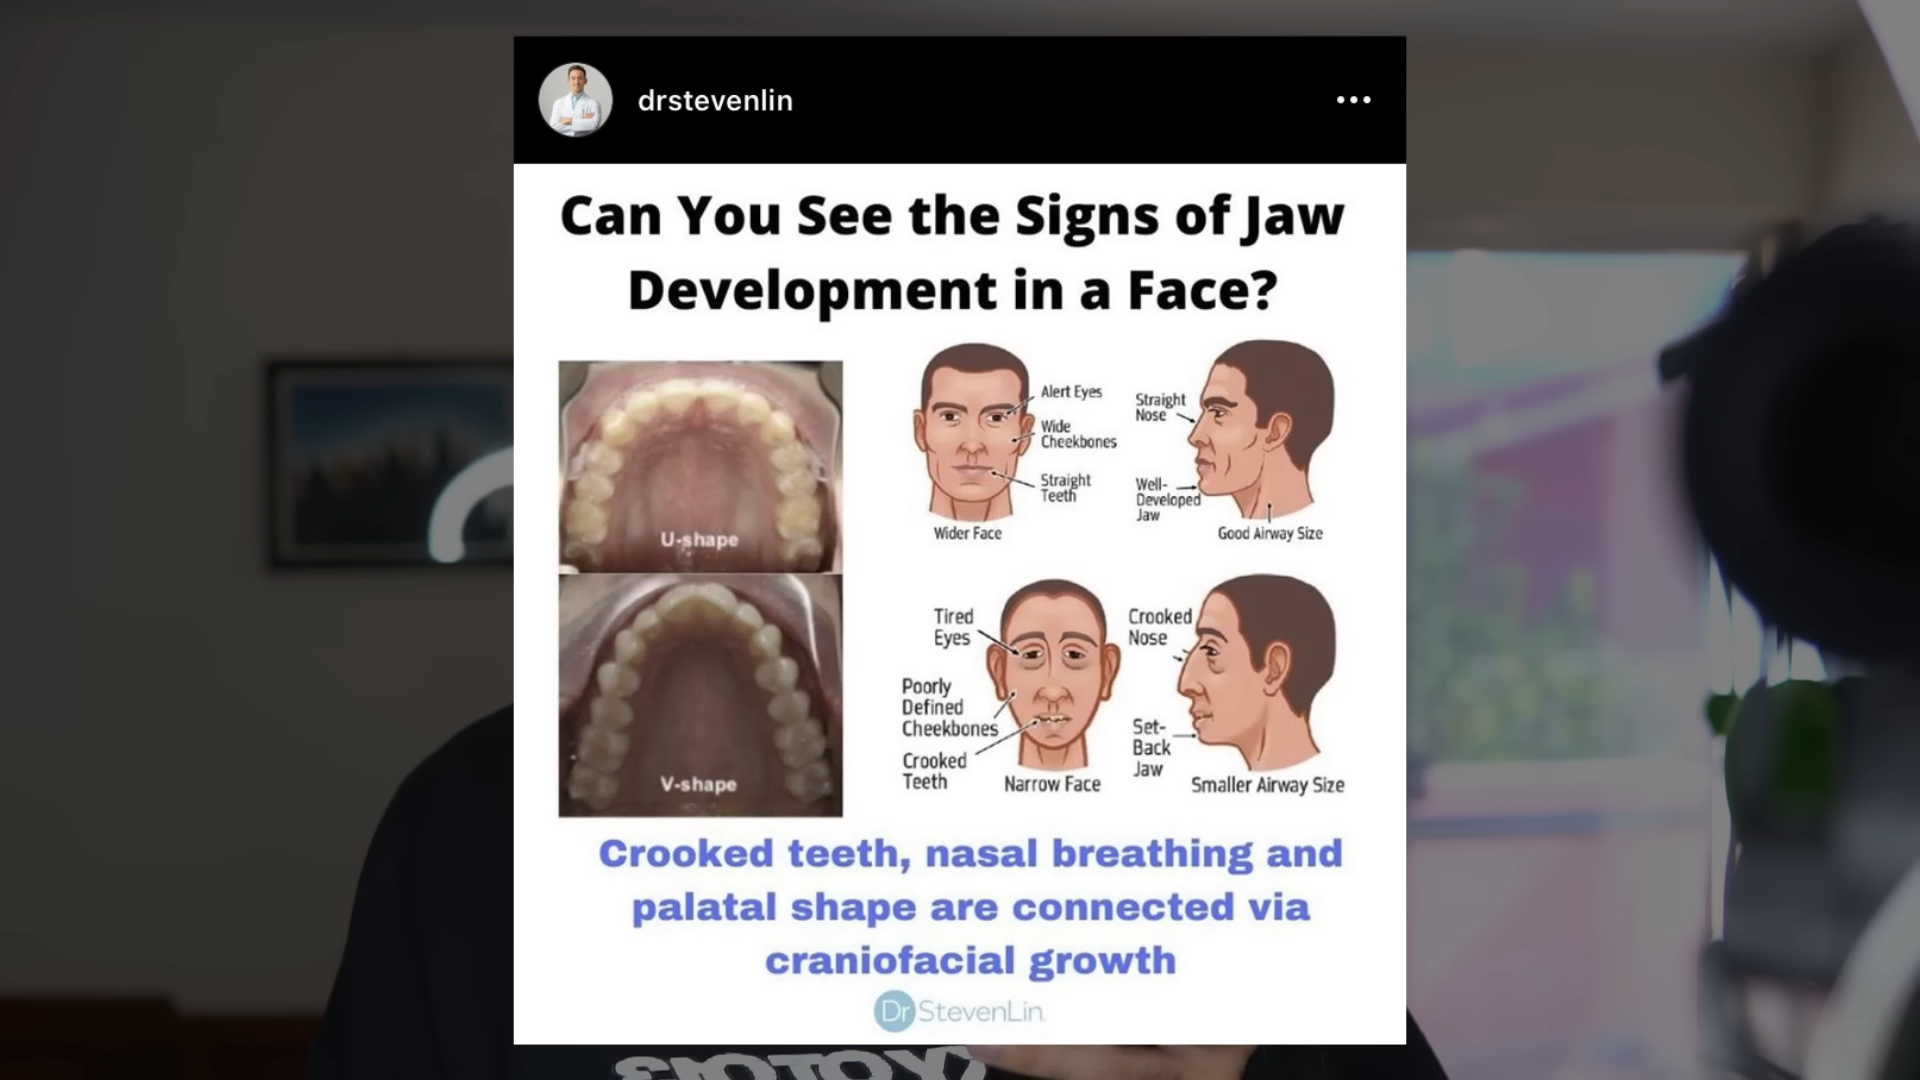 drstevenlin
Can You See the Signs of Jaw
Development in a Face?
U-shape
V-shape
Alert Eyes
Wide
Cheekbones
Straight
Teeth
Wider Face
Straight
Nose
Well-
Developed
Jaw
Good Airway Size
Tired
Eyes
Poorly
Defined
Cheekbones
Crooked
Teeth
Narrow Face
Crooked
Nose
Set-
Back
Jaw
Smaller Airway Size
Crooked teeth, nasal breathing and
palatal shape are connected via
craniofacial growth
Dr StevenLin